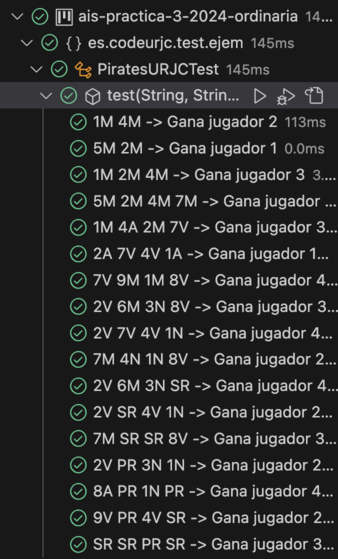 ais-practica-3-2024-ordinaria 14...
{} es.codeurjc.test.ejem 145ms
PiratesURJCTest 145ms
test(String, Strin...
1M 4M -> Gana jugador 2 113ms
5M 2M -> Gana jugador 1 0.0ms
1M 2M 4M -> Gana jugador 3 3....
5M 2M 4M 7M -> Gana jugador ...
1M 4A 2M 7V -> Gana jugador 3...
2A 7V 4V 1A -> Gana jugador 1...
7V 9M 1M 8V -> Gana jugador 4...
2V 6M 3N 8V -> Gana jugador 3...
2V 7V 4V 1N -> Gana jugador 4...
7M 4N 1N 8V -> Gana jugador 2...
2V 6M 3N SR -> Gana jugador 4...
2V SR 4V 1N -> Gana jugador 2...
7M SR SR 8V -> Gana jugador 3...
2V PR 3N 1N -> Gana jugador 2...
8A PR 1N PR -> Gana jugador 4...
9V PR 4V SR -> Gana jugador 2...
SR SR PR SR -> Gana jugador 3...